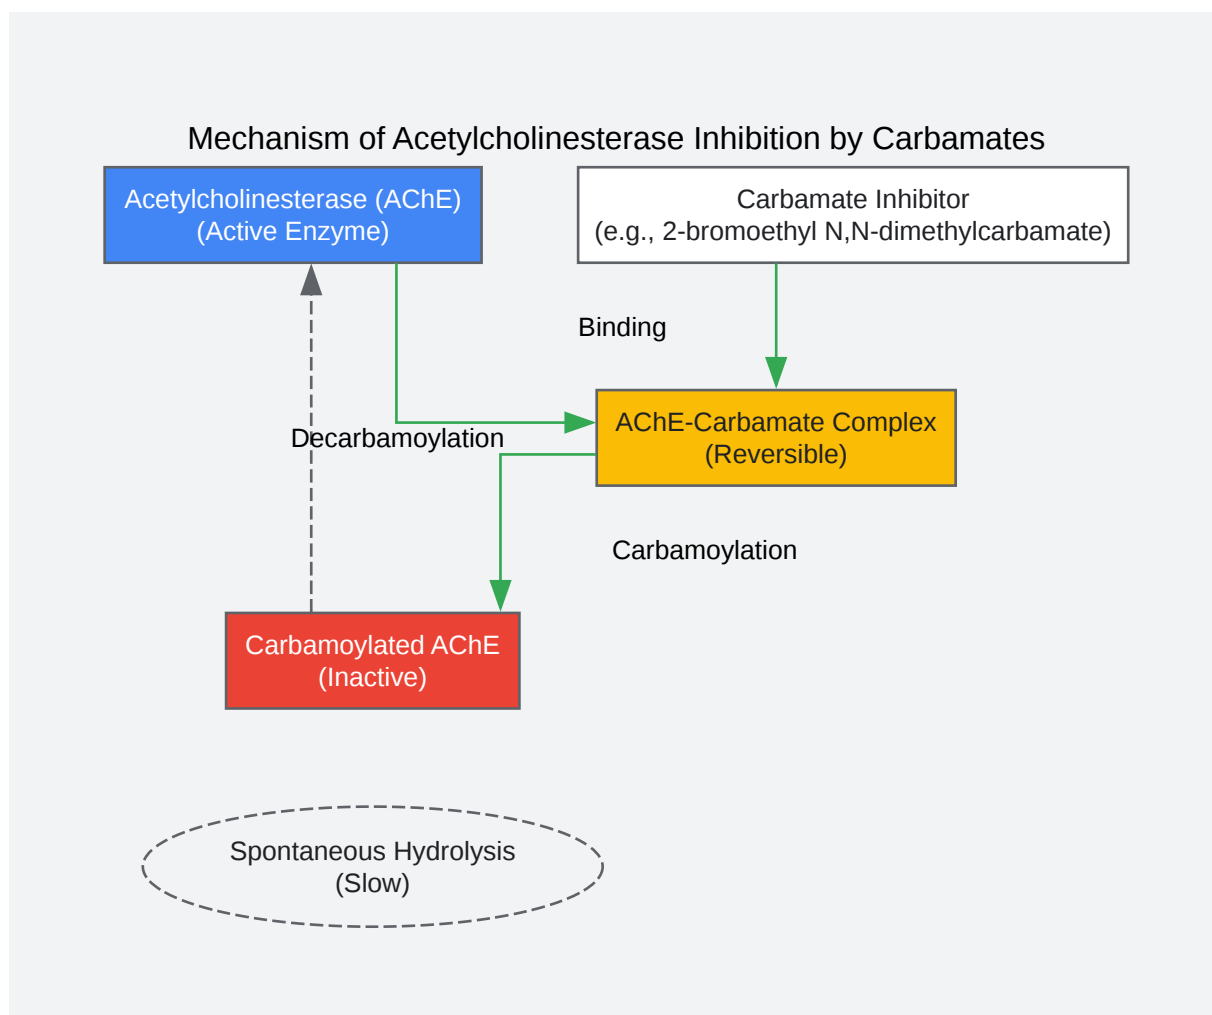 Mechanism of Acetylcholinesterase Inhibition by Carbamates
Acetylcholinesterase (AChE)
(Active Enzyme)
Carbamate Inhibitor
(e.g., 2-bromoethyl N,N-dimethylcarbamate)
Binding
AChE-Carbamate Complex
(Reversible)
Decarbamoylation
Carbamoylation
Carbamoylated AChE
(Inactive)
Spontaneous Hydrolysis
(Slow)